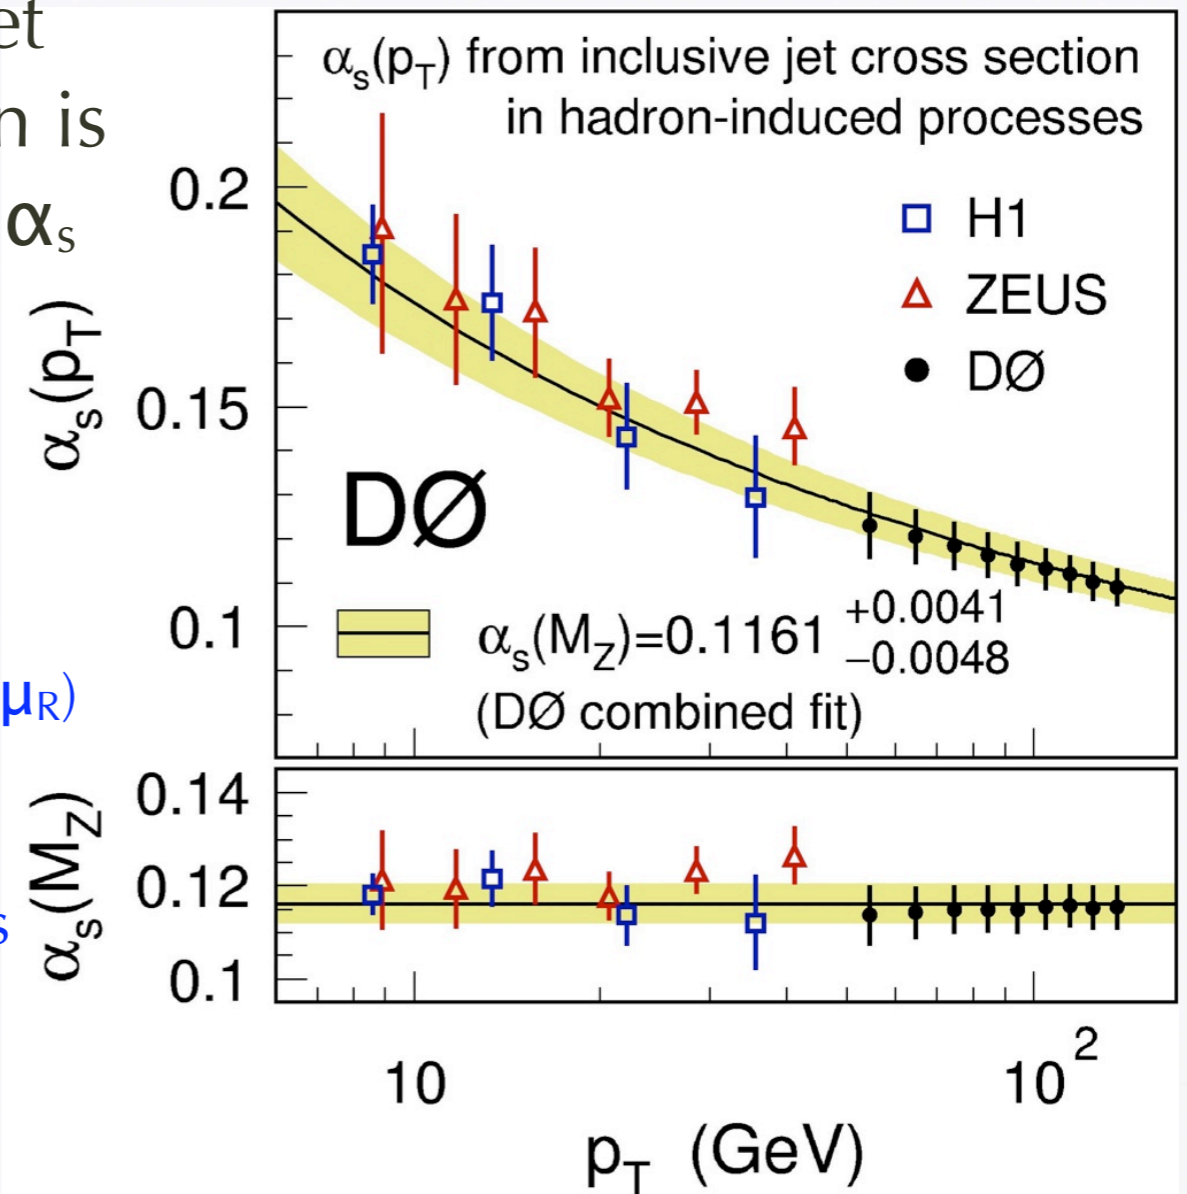 et
n is
αs
μR)
s
αs(pT) from inclusive jet cross section
in hadron-induced processes
H1
ZEUS
DØ
αs(pT)
0.2
0.15
0.1
DØ
αs(MZ)=0.1161 +0.0041 −0.0048
(DØ combined fit)
αs(MZ)
0.14
0.12
0.1
10
10²
pT (GeV)